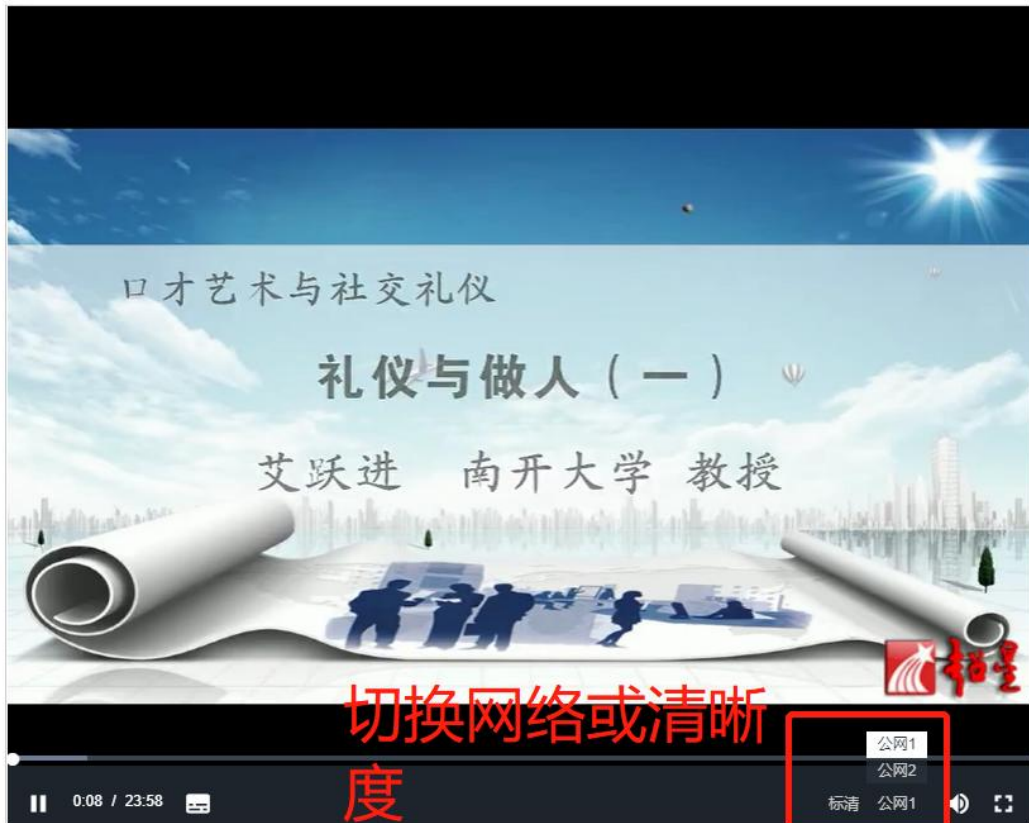 口才艺术与社交礼仪
礼仪与做人（一）
艾跃进 南开大学 教授
超星
切换网络或清晰
度
公网1
公网2
0:08 / 23:58
标清 公网1